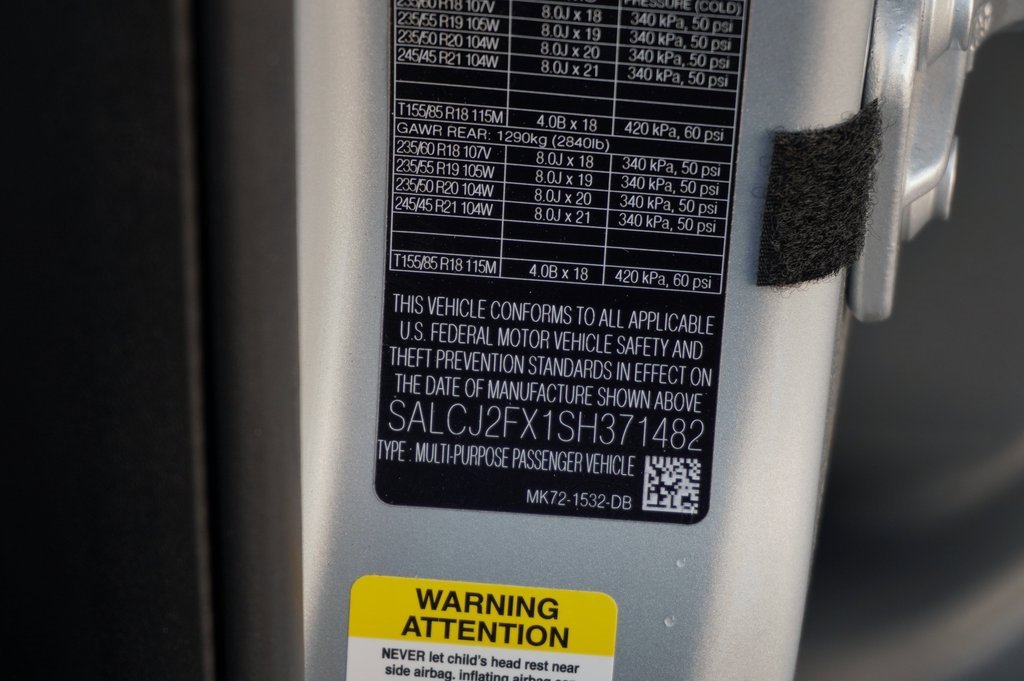 PRESSURE (COLD)
235/60 R18 107V 8.0J x 18 340 kPa, 50 psi
235/55 R19 105W 8.0J x 19 340 kPa, 50 psi
235/50 R20 104W 8.0J x 20 340 kPa, 50 psi
245/45 R21 104W 8.0J x 21 340 kPa, 50 psi
T155/85 R18 115M 4.0B x 18 420 kPa, 60 psi
GAWR REAR: 1290kg (2840lb)
235/60 R18 107V 8.0J x 18 340 kPa, 50 psi
235/55 R19 105W 8.0J x 19 340 kPa, 50 psi
235/50 R20 104W 8.0J x 20 340 kPa, 50 psi
245/45 R21 104W 8.0J x 21 340 kPa, 50 psi
T155/85 R18 115M 4.0B x 18 420 kPa, 60 psi
THIS VEHICLE CONFORMS TO ALL APPLICABLE
U.S. FEDERAL MOTOR VEHICLE SAFETY AND
THEFT PREVENTION STANDARDS IN EFFECT ON
THE DATE OF MANUFACTURE SHOWN ABOVE
SALCJ2FX1SH371482
TYPE : MULTI-PURPOSE PASSENGER VEHICLE
MK72-1532-DB
WARNING
ATTENTION
NEVER let child's head rest near
side airbag, inflating airbag can